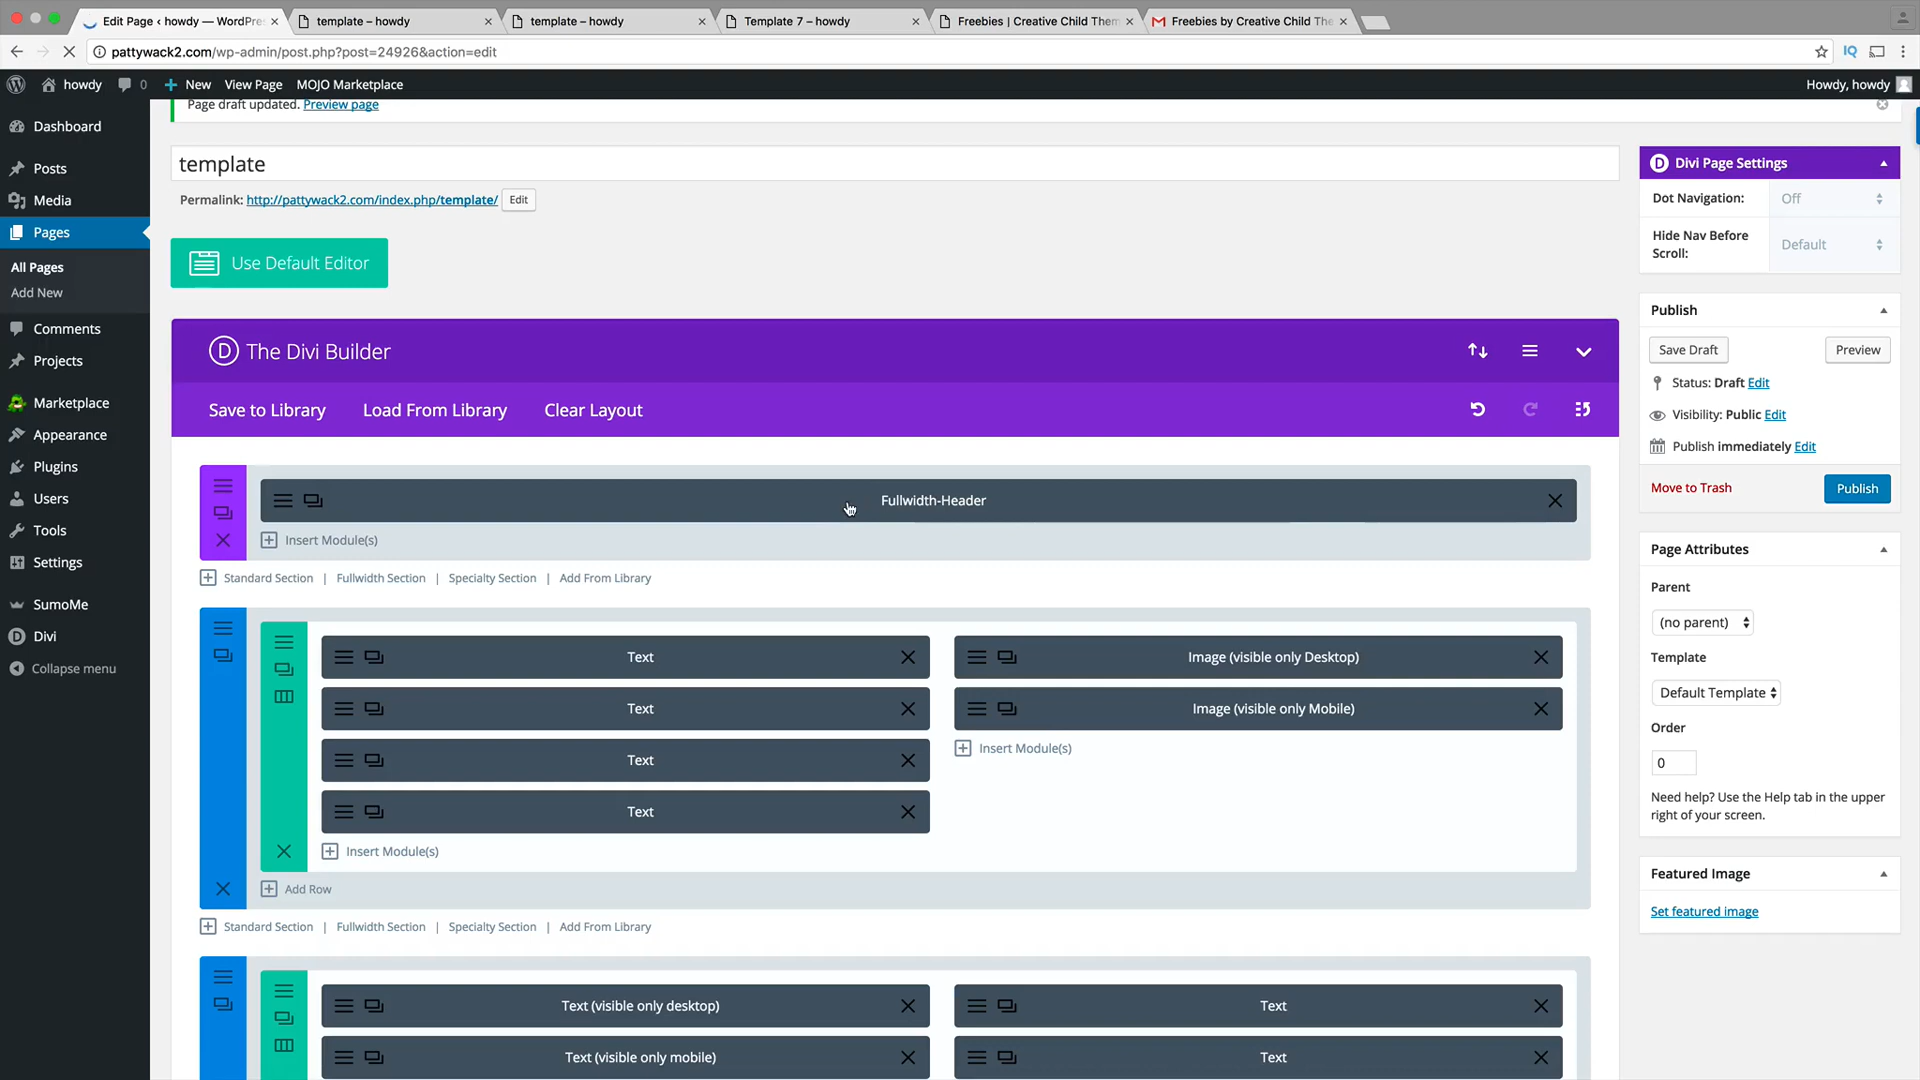 Edit Page ‹ howdy — WordPres
template – howdy
template – howdy
Template 7 – howdy
Freebies | Creative Child Them
Freebies by Creative Child The
pattywack2.com/wp-admin/post.php?post=24926&action=edit
IQ
howdy
0
New
View Page
MOJO Marketplace
Howdy, howdy
Page draft updated. Preview page
Dashboard
Posts
Media
Pages
All Pages
Add New
Comments
Projects
Marketplace
Appearance
Plugins
Users
Tools
Settings
SumoMe
Divi
Collapse menu
template
Permalink: http://pattywack2.com/index.php/template/ Edit
Use Default Editor
D The Divi Builder
Save to Library
Load From Library
Clear Layout
Fullwidth-Header
Insert Module(s)
Standard Section | Fullwidth Section | Specialty Section | Add From Library
Text
Image (visible only Desktop)
Text
Image (visible only Mobile)
Text
Insert Module(s)
Text
Insert Module(s)
Add Row
Standard Section | Fullwidth Section | Specialty Section | Add From Library
Text (visible only desktop)
Text
Text (visible only mobile)
Text
D Divi Page Settings
Dot Navigation: Off
Hide Nav Before
Scroll:
Default
Publish
Save Draft
Preview
Status: Draft Edit
Visibility: Public Edit
Publish immediately Edit
Move to Trash
Publish
Page Attributes
Parent
(no parent)
Template
Default Template
Order
0
Need help? Use the Help tab in the upper
right of your screen.
Featured Image
Set featured image